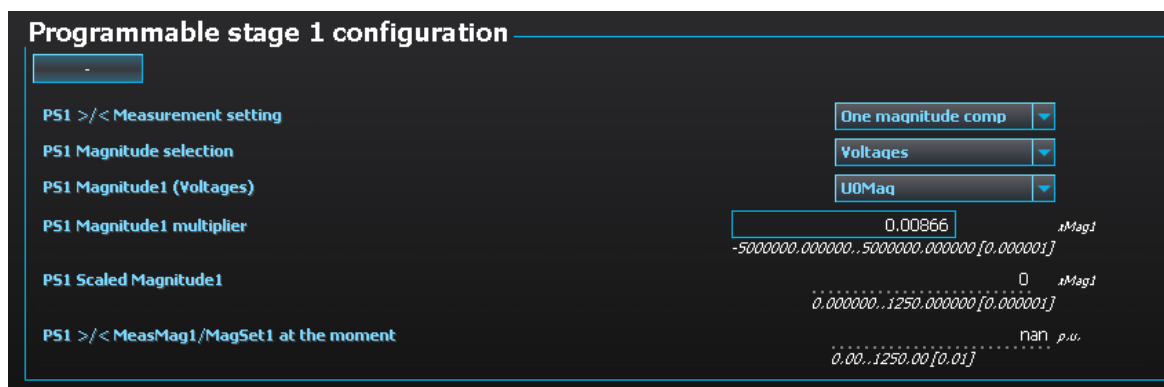 Programmable stage 1 configuration
-
PS1 >/< Measurement setting
One magnitude comp
PS1 Magnitude selection
Voltages
PS1 Magnitude1 (Voltages)
U0Mag
PS1 Magnitude1 multiplier
0.00866 xMag1
-5000000.000000..5000000.000000 [0.000001]
PS1 Scaled Magnitude1
0 xMag1
0.000000..1250.000000 [0.000001]
PS1 >/< MeasMag1/MagSet1 at the moment
nan p.u.
0.00..1250.00 [0.01]